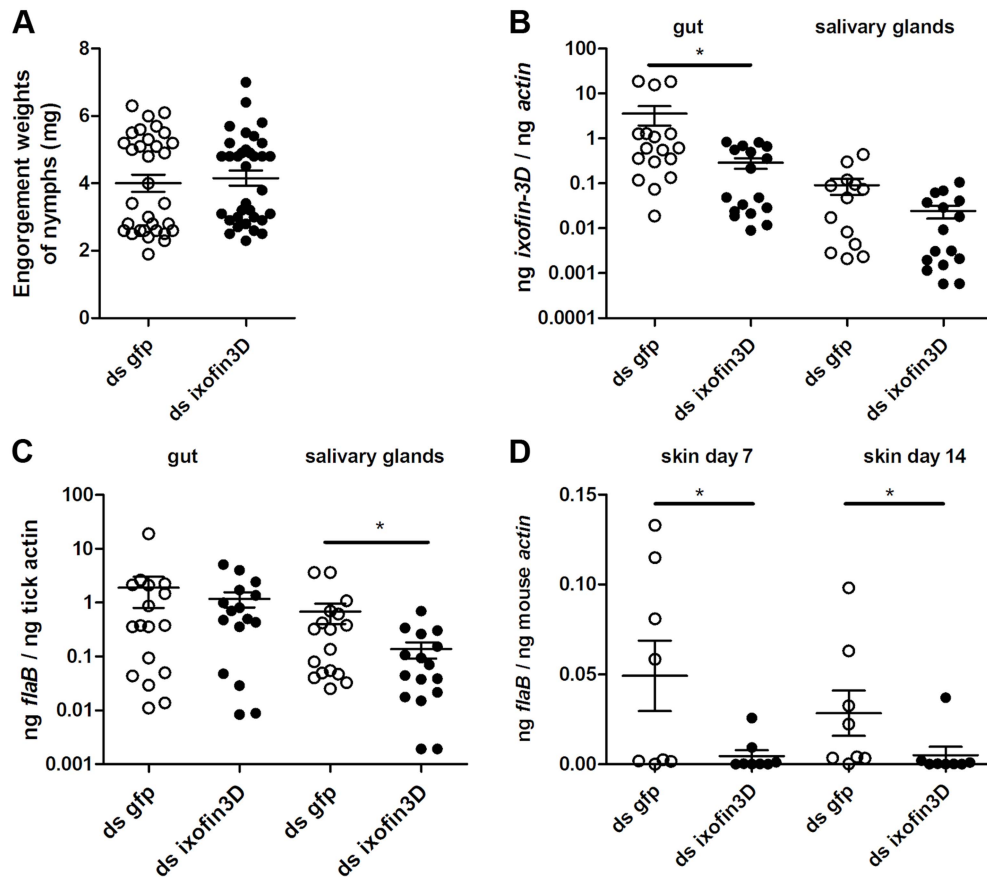 A
Engorgement weights
of nymphs (mg)
8
6
4
2
0
ds gfp
ds ixofin3D
B
gut
salivary glands
*
ng ixofin-3D / ng actin
100
10
1
0.1
0.01
0.001
0.0001
ds gfp
ds ixofin3D
ds gfp
ds ixofin3D
C
gut
salivary glands
*
ng flaB / ng tick actin
100
10
1
0.1
0.01
0.001
ds gfp
ds ixofin3D
ds gfp
ds ixofin3D
D
skin day 7
skin day 14
*
*
ng flaB / ng mouse actin
0.15
0.10
0.05
0.00
ds gfp
ds ixofin3D
ds gfp
ds ixofin3D